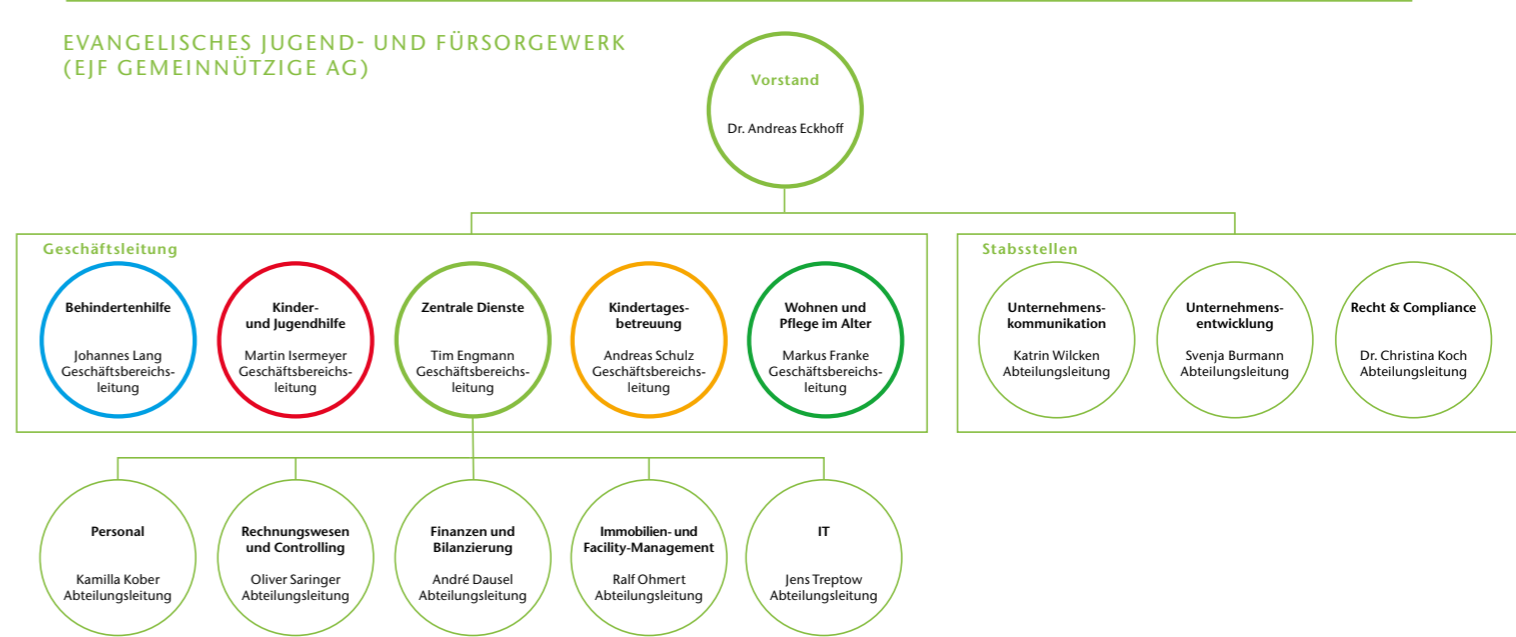 EVANGELISCHES JUGEND- UND FÜRSORGEWERK
(EJF GEMEINNÜTZIGE AG)
Vorstand
Dr. Andreas Eckhoff
Geschäftsleitung
Behindertenhilfe
Johannes Lang
Geschäftsbereichs-
leitung
Kinder-
und Jugendhilfe
Martin Isermeyer
Geschäftsbereichs-
leitung
Zentrale Dienste
Tim Engmann
Geschäftsbereichs-
leitung
Kindertages-
betreuung
Andreas Schulz
Geschäftsbereichs-
leitung
Wohnen und
Pflege im Alter
Markus Franke
Geschäftsbereichs-
leitung
Stabsstellen
Unternehmens-
kommunikation
Katrin Wilcken
Abteilungsleitung
Unternehmens-
entwicklung
Svenja Burmann
Abteilungsleitung
Recht & Compliance
Dr. Christina Koch
Abteilungsleitung
Personal
Kamilla Kober
Abteilungsleitung
Rechnungswesen
und Controlling
Oliver Saringer
Abteilungsleitung
Finanzen und
Bilanzierung
André Dausel
Abteilungsleitung
Immobilien- und
Facility-Management
Ralf Ohmert
Abteilungsleitung
IT
Jens Treptow
Abteilungsleitung